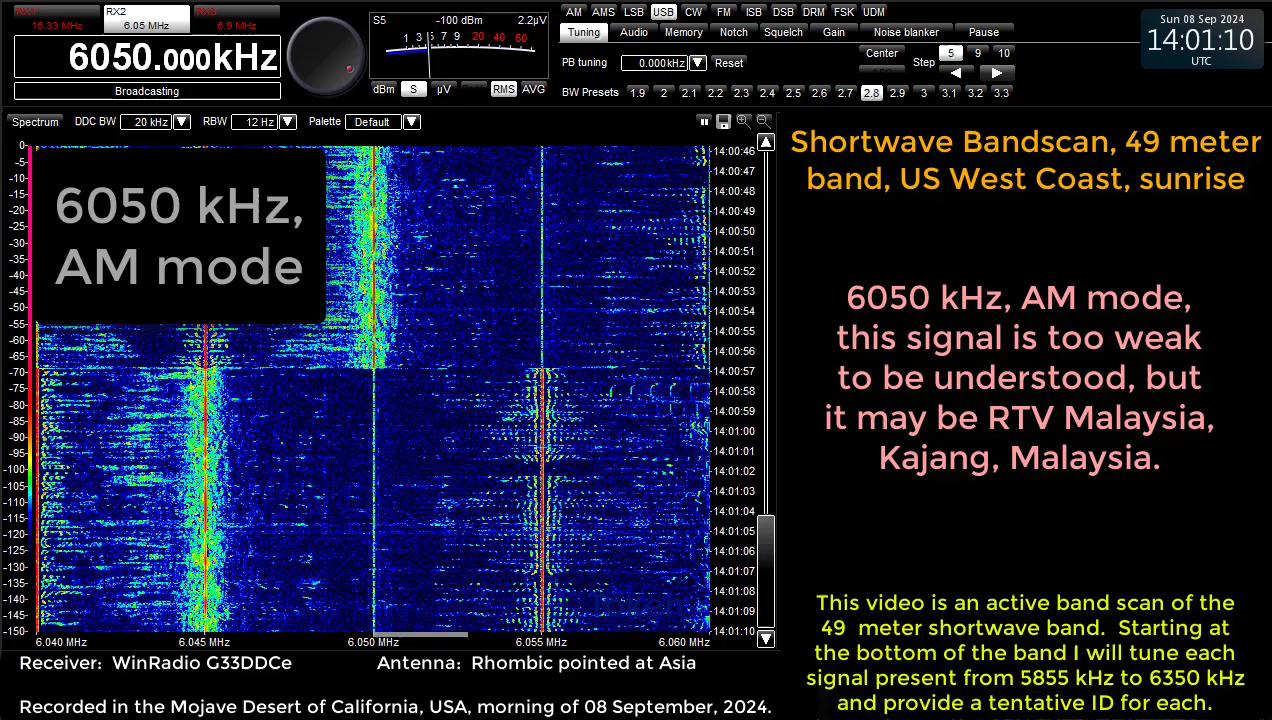 RX1
16.33 MHz
RX2
6.05 MHz
RX3
6.9 MHz
6050.000kHz
Broadcasting
S5 -100 dBm 2.2µV
1 3 5 7 9 20 40 60
dBm S µV RMS AVG
AM AMS LSB USB CW FM ISB DSB DRM FSK UDM
Tuning Audio Memory Notch Squelch Gain Noise blanker Pause
PB tuning 0.000kHz Reset
Center Step 5 9 10
BW Presets 1.9 2 2.1 2.2 2.3 2.4 2.5 2.6 2.7 2.8 2.9 3 3.1 3.2 3.3
Sun 08 Sep 2024
14:01:10
UTC
Spectrum DDC BW 20 kHz RBW 12 Hz Palette Default
0
-5
-10
-15
-20
-25
-30
-35
-40
-45
-50
-55
-60
-65
-70
-75
-80
-85
-90
-95
-100
-105
-110
-115
-120
-125
-130
-135
-140
-145
-150
6050 kHz,
AM mode
14:00:46
14:00:47
14:00:48
14:00:49
14:00:50
14:00:51
14:00:52
14:00:53
14:00:54
14:00:55
14:00:56
14:00:57
14:00:58
14:00:59
14:01:00
14:01:01
14:01:02
14:01:03
14:01:04
14:01:05
14:01:06
14:01:07
14:01:08
14:01:09
14:01:10
6.040 MHz 6.045 MHz 6.050 MHz 6.055 MHz 6.060 MHz
Shortwave Bandscan, 49 meter
band, US West Coast, sunrise
6050 kHz, AM mode,
this signal is too weak
to be understood, but
it may be RTV Malaysia,
Kajang, Malaysia.
This video is an active band scan of the
49 meter shortwave band. Starting at
the bottom of the band I will tune each
signal present from 5855 kHz to 6350 kHz
and provide a tentative ID for each.
Receiver: WinRadio G33DDCe Antenna: Rhombic pointed at Asia
Recorded in the Mojave Desert of California, USA, morning of 08 September, 2024.